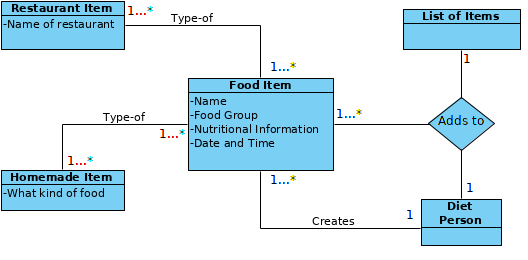 Restaurant Item
-Name of restaurant
1...*
Type-of
List of Items
1
1...*
Food Item
-Name
-Food Group
-Nutritional Information
-Date and Time
1...*
Adds to
Type-of
1...*
1...*
Homemade Item
-What kind of food
1...*
1
Diet
Person
1
Creates